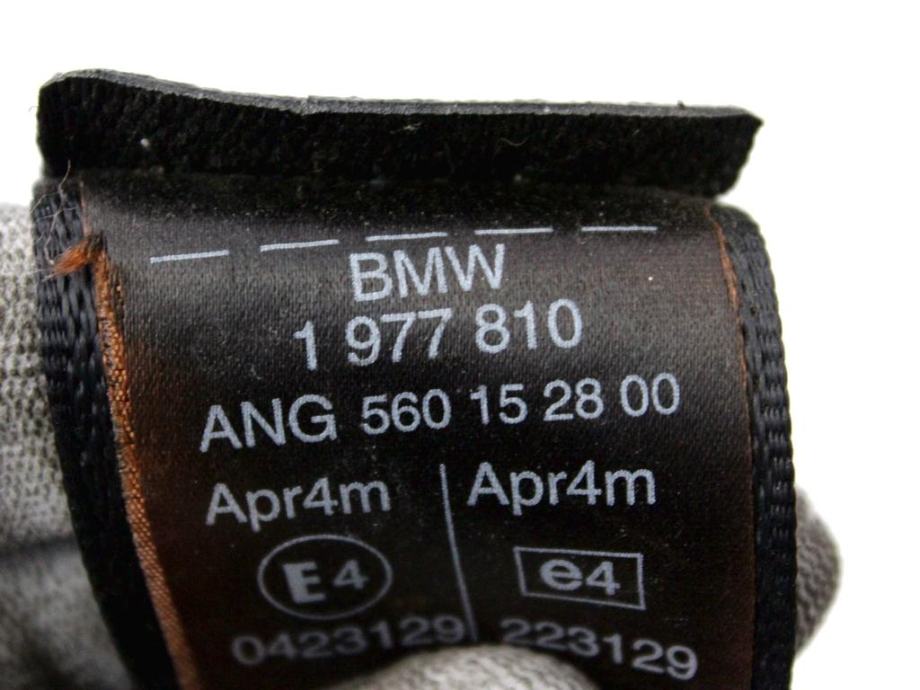 BMW
1 977 810
ANG 560 15 28 00
Apr4m Apr4m
E4 e4
0423129 223129